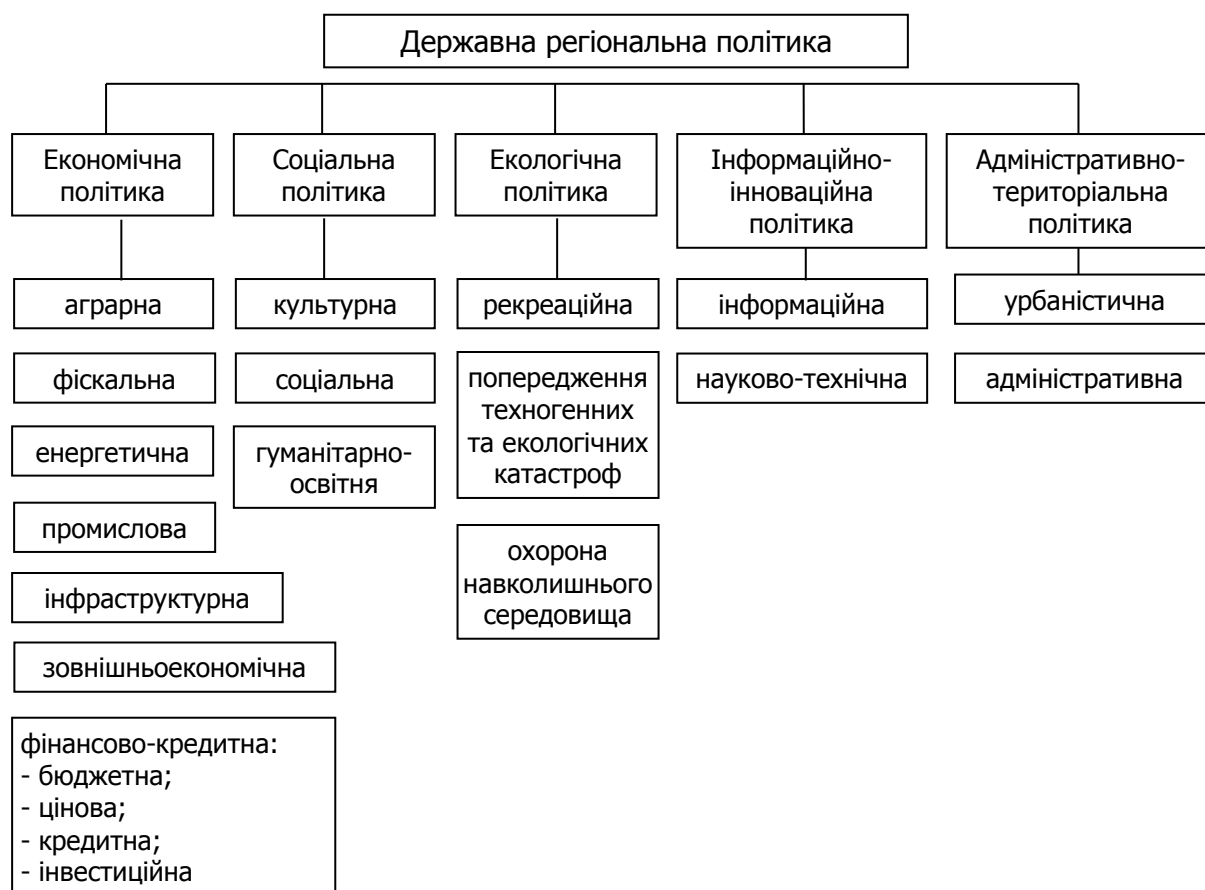 Державна регіональна політика
Економічна
політика
Соціальна
політика
Екологічна
політика
Інформаційно-
інноваційна
політика
Адміністративно-
територіальна
політика
аграрна
фіскальна
енергетична
промислова
інфраструктурна
зовнішньоекономічна
фінансово-кредитна:
- бюджетна;
- цінова;
- кредитна;
- інвестиційна
культурна
соціальна
гуманітарно-
освітня
рекреаційна
попередження
техногенних
та екологічних
катастроф
охорона
навколишнього
середовища
інформаційна
науково-технічна
урбаністична
адміністративна